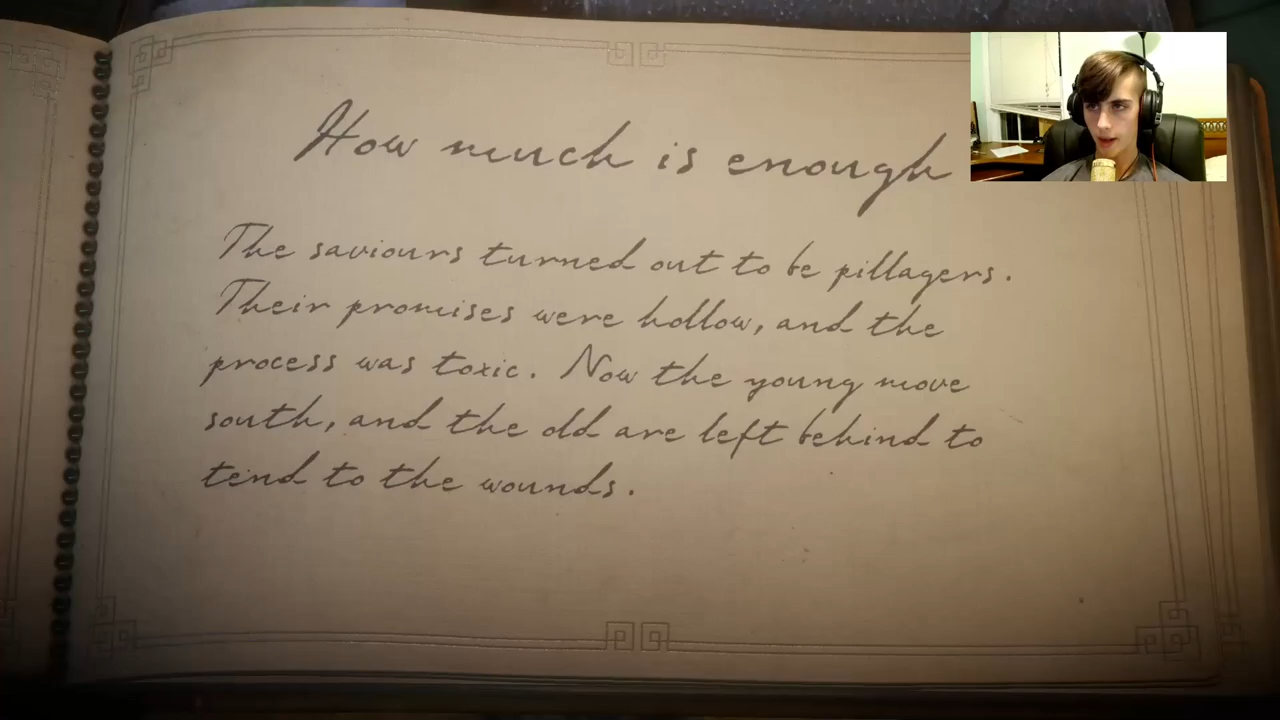 How much is enough
The saviours turned out to be pillagers.
Their promises were hollow, and the
process was toxic. Now the young move
south, and the old are left behind to
tend to the wounds.